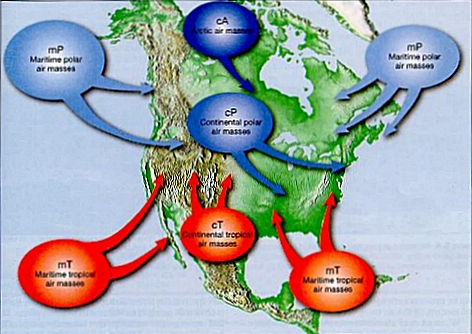 cA
Arctic air masses
mP
Maritime polar
air masses
mP
Maritime polar
air masses
cP
Continental polar
air masses
cT
Continental tropical
air masses
mT
Maritime tropical
air masses
mT
Maritime tropical
air masses